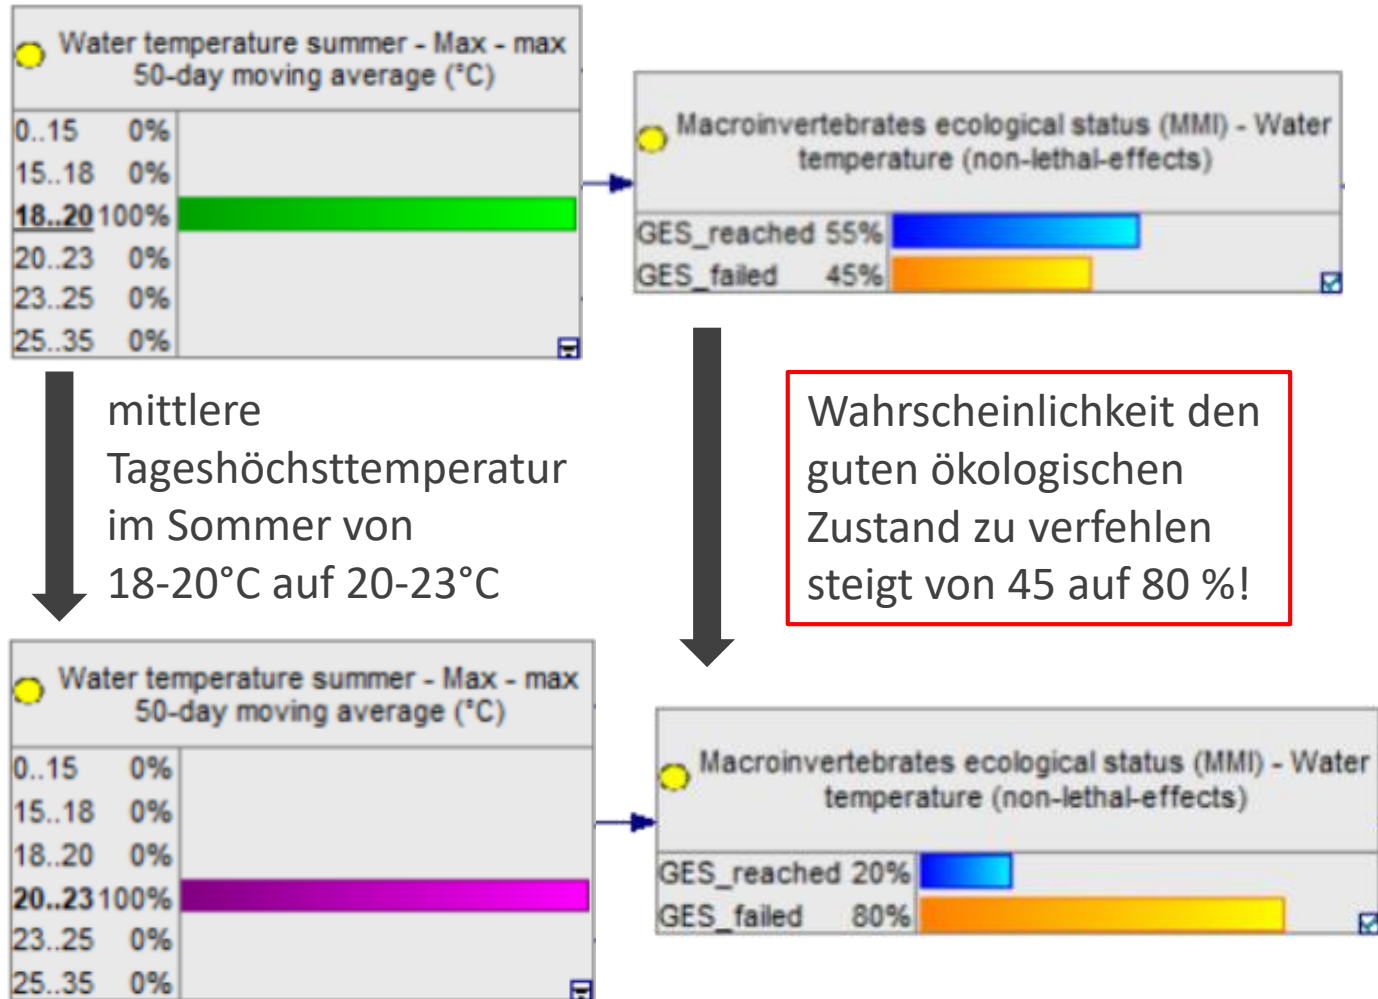 Water temperature summer - Max - max
50-day moving average (°C)
0..15 0%
15..18 0%
18..20 100%
20..23 0%
23..25 0%
25..35 0%
Macroinvertebrates ecological status (MMI) - Water
temperature (non-lethal-effects)
GES_reached 55%
GES_failed 45%
mittlere
Tageshöchsttemperatur
im Sommer von
18-20°C auf 20-23°C
Wahrscheinlichkeit den
guten ökologischen
Zustand zu verfehlen
steigt von 45 auf 80 %!
Water temperature summer - Max - max
50-day moving average (°C)
0..15 0%
15..18 0%
18..20 0%
20..23 100%
23..25 0%
25..35 0%
Macroinvertebrates ecological status (MMI) - Water
temperature (non-lethal-effects)
GES_reached 20%
GES_failed 80%